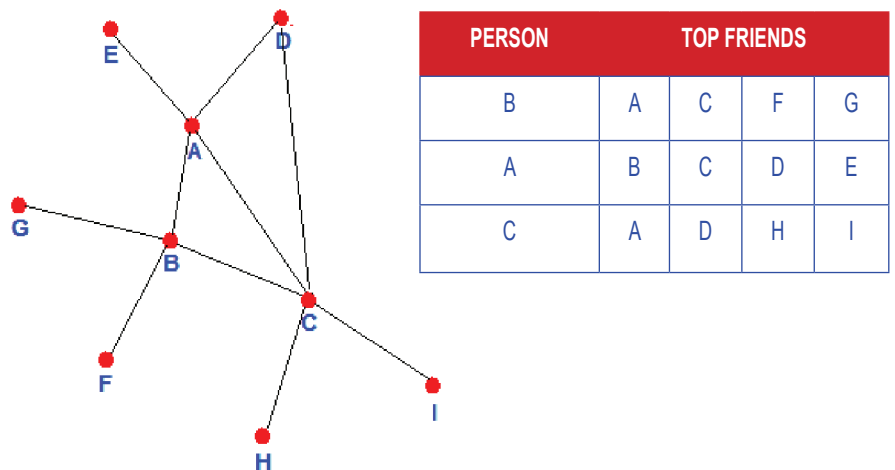 E
D
A
G
B
C
F
I
H
PERSON TOP FRIENDS
B A C F G
A B C D E
C A D H I